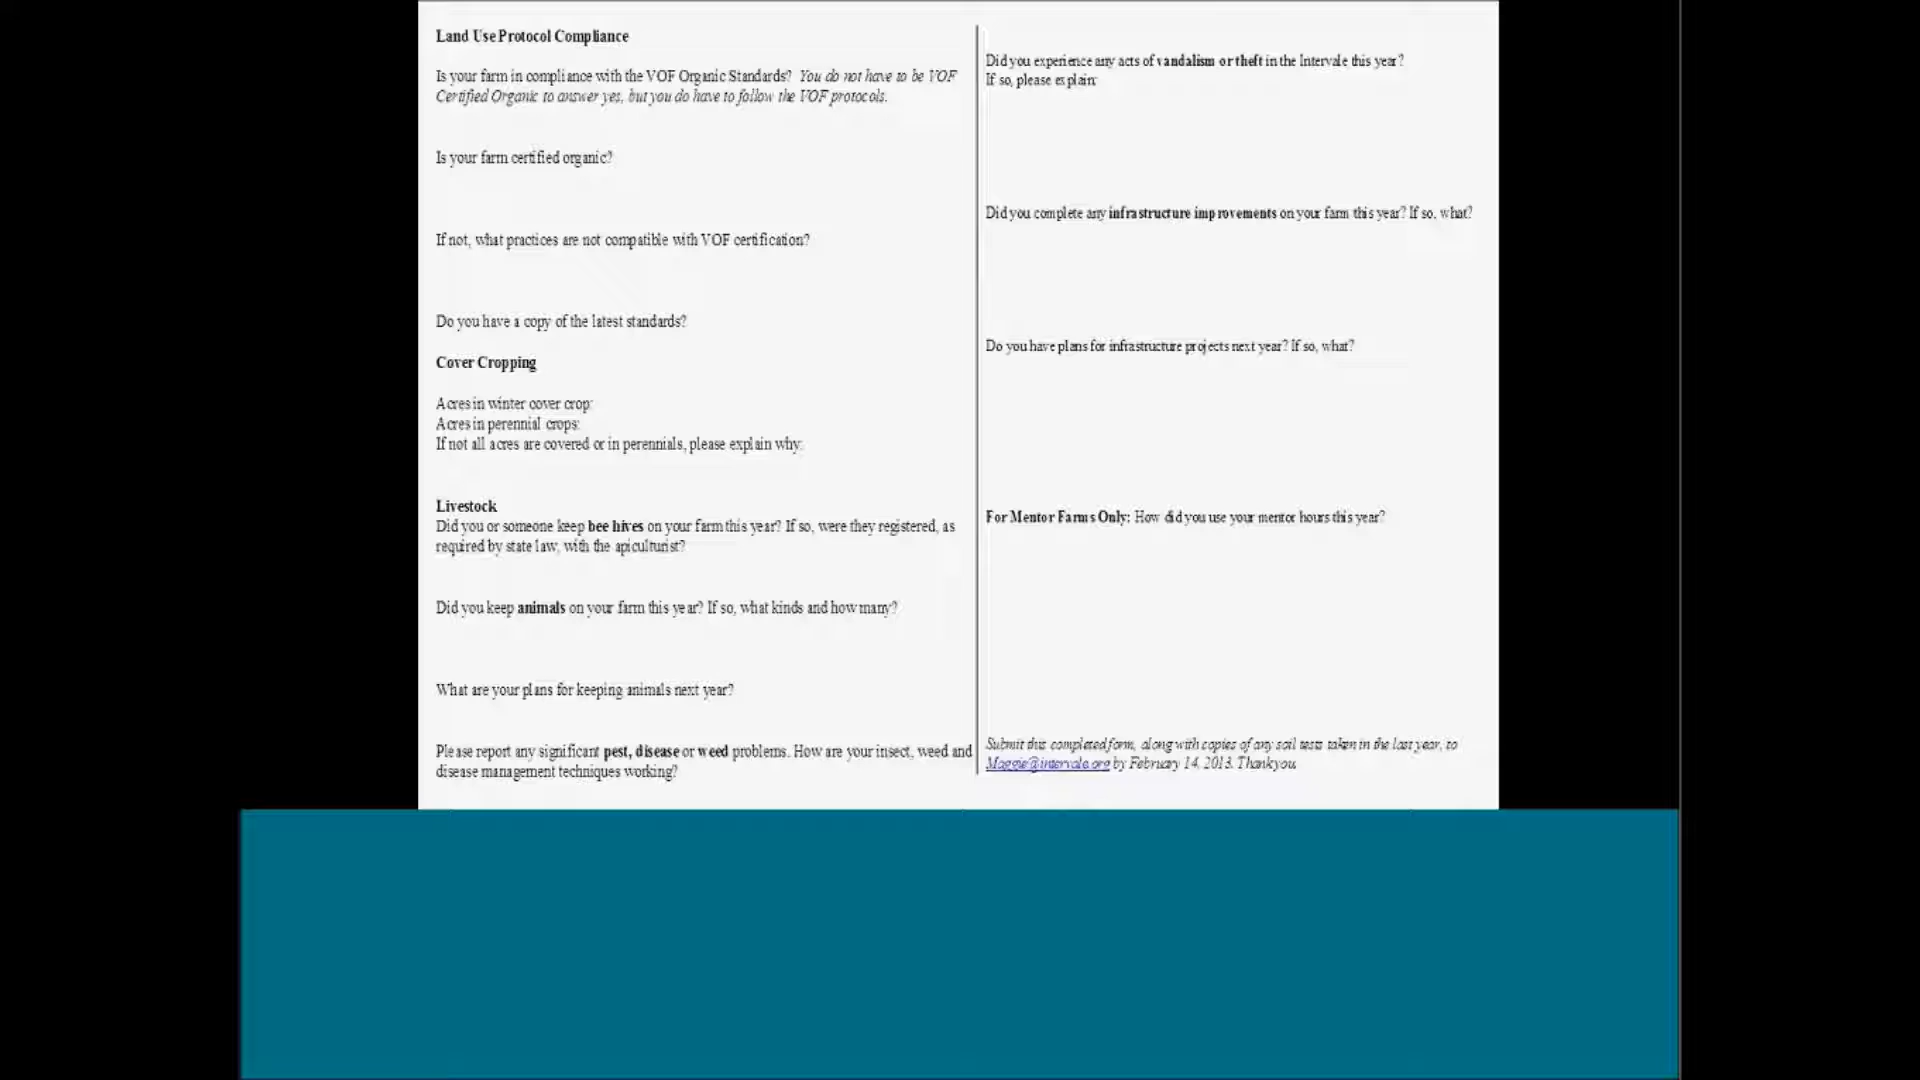 Land Use Protocol Compliance
Is your farm in compliance with the VOF Organic Standards? You do not have to be VOF
Certified Organic to answer yes, but you do have to follow the VOF protocols.
Is your farm certified organic?
If not, what practices are not compatible with VOF certification?
Do you have a copy of the latest standards?
Cover Cropping
Acres in winter cover crop:
Acres in perennial crops:
If not all acres are covered or in perennials, please explain why:
Livestock
Did you or someone keep bee hives on your farm this year? If so, were they registered, as
required by state law, with the apiculturist?
Did you keep animals on your farm this year? If so, what kinds and how many?
What are your plans for keeping animals next year?
Please report any significant pest, disease or weed problems. How are your insect, weed and
disease management techniques working?
Did you experience any acts of vandalism or theft in the Intervale this year?
If so, please explain:
Did you complete any infrastructure improvements on your farm this year? If so, what?
Do you have plans for infrastructure projects next year? If so, what?
For Mentor Farms Only: How did you use your mentor hours this year?
Submit this completed form, along with copies of any soil tests taken in the last year, to
Maggie@intervale.org by February 14, 2013. Thank you.